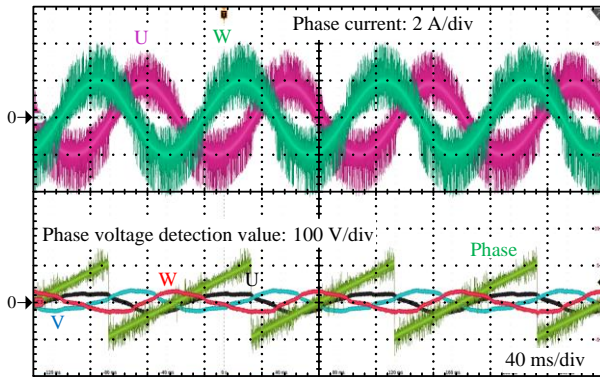 Phase current: 2 A/div
U
W
0
Phase voltage detection value: 100 V/div
W
U
Phase
0
V
40 ms/div